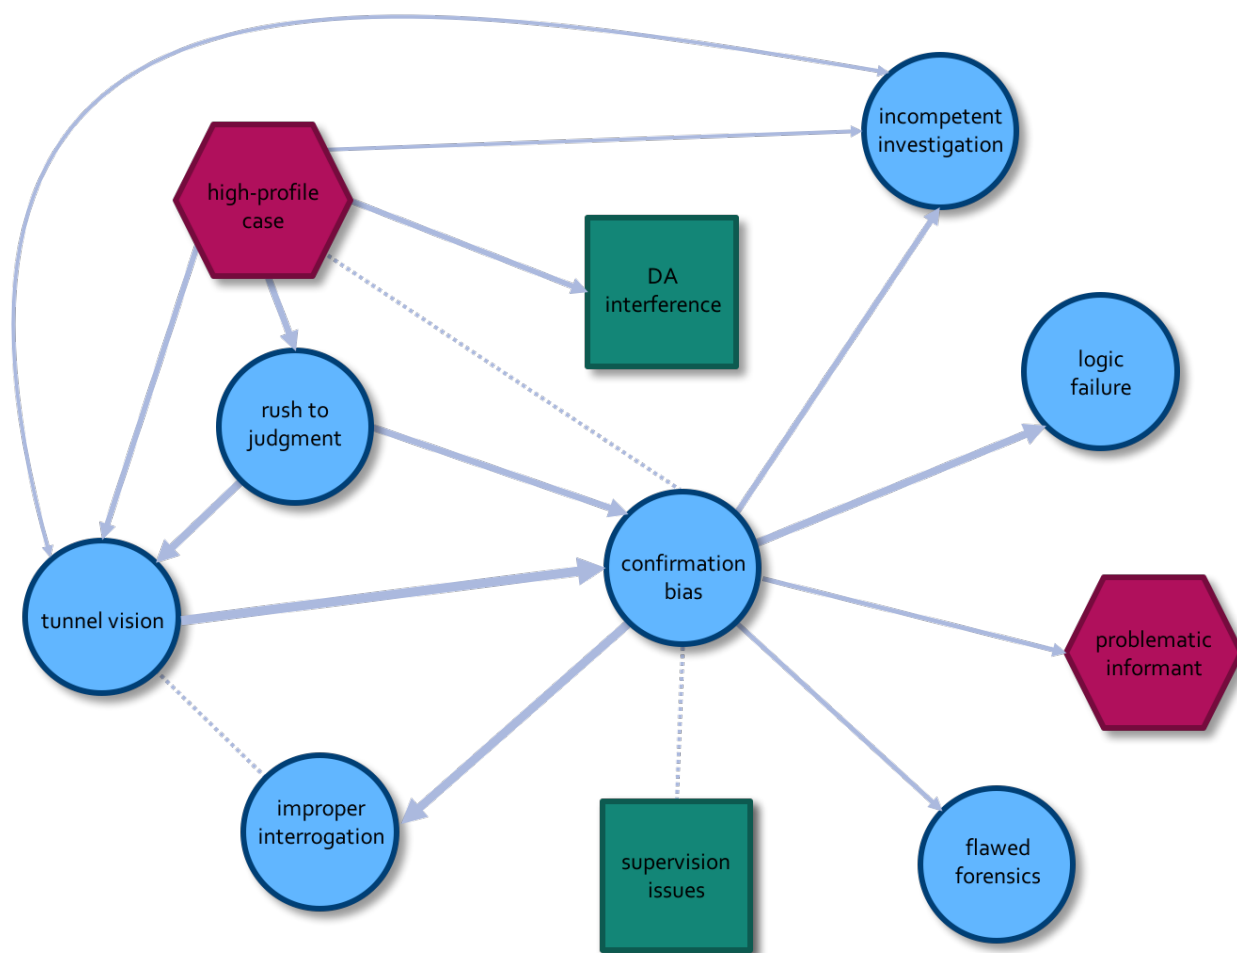 incompetent
investigation
high-profile
case
DA
interference
logic
failure
rush to
judgment
confirmation
bias
tunnel vision
problematic
informant
improper
interrogation
supervision
issues
flawed
forensics